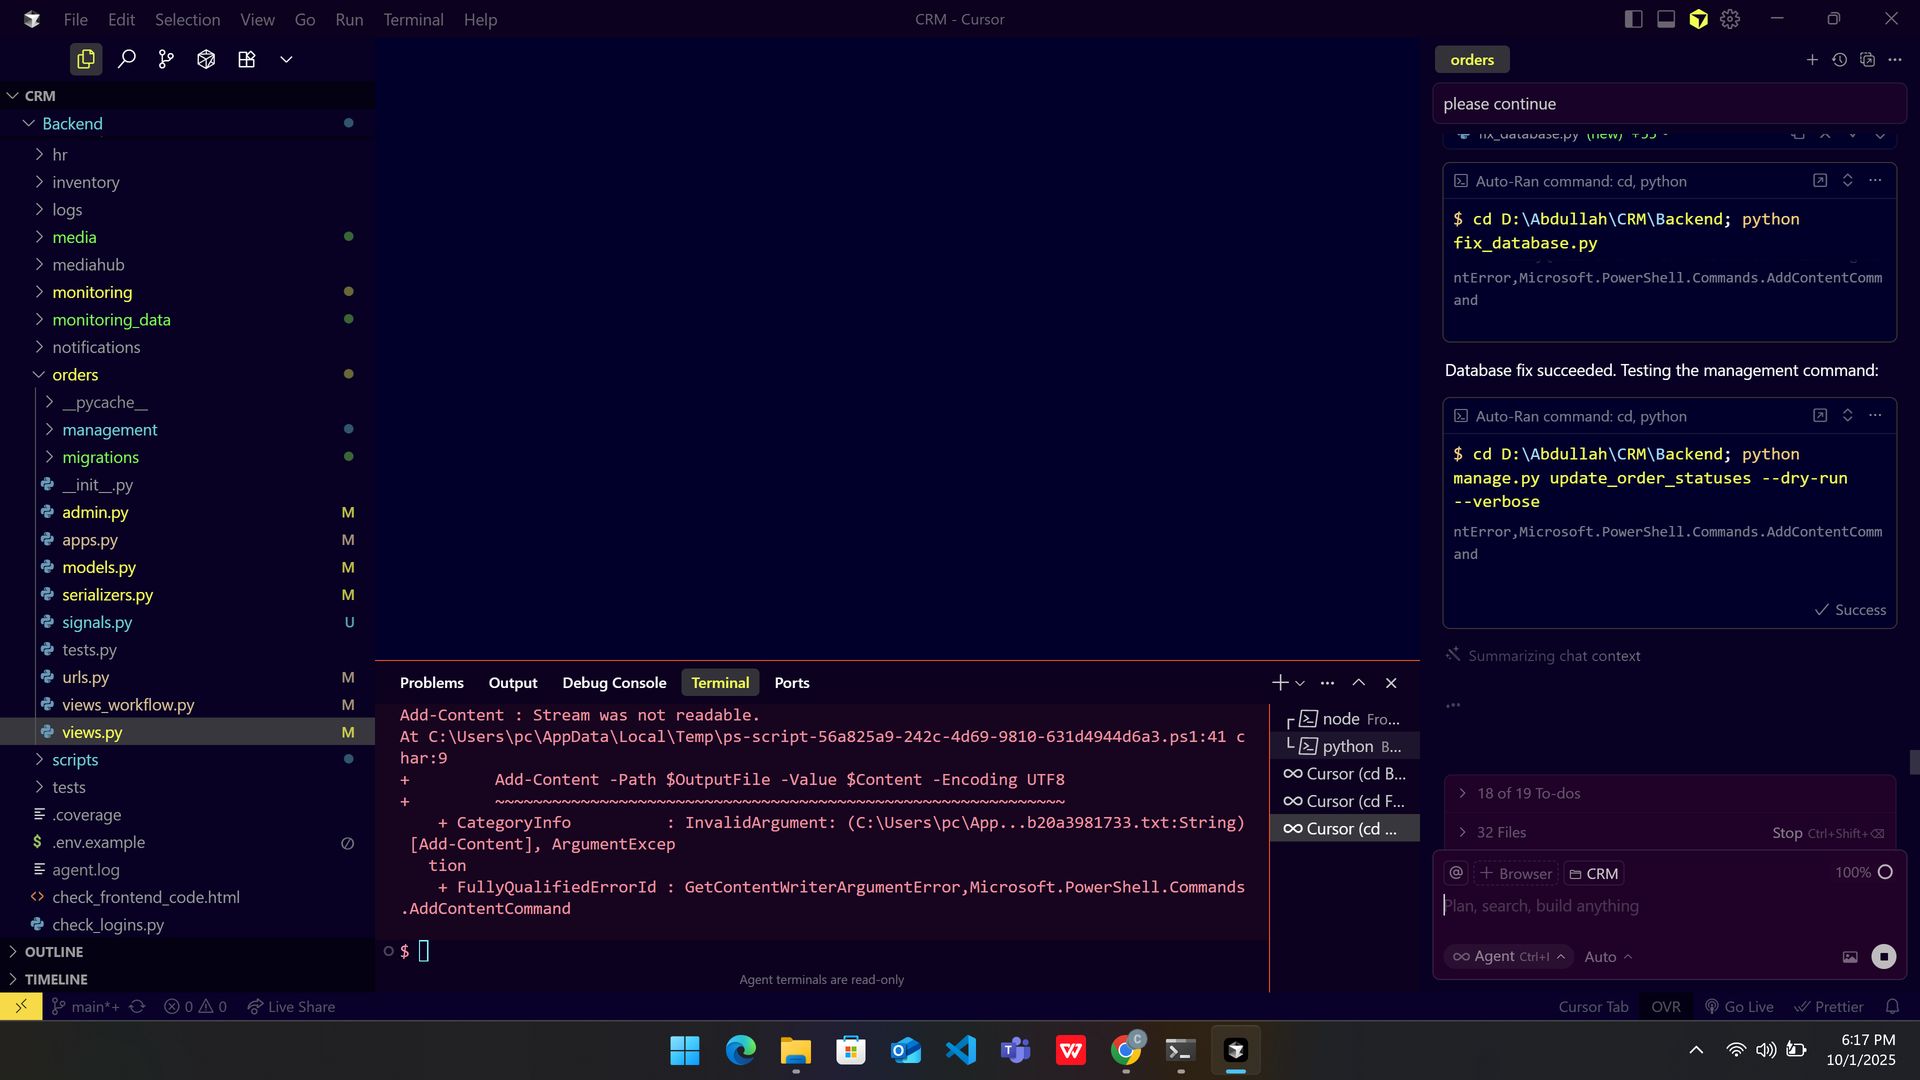 File Edit Selection View Go Run Terminal Help
CRM - Cursor
CRM
Backend
hr
inventory
logs
media
mediahub
monitoring
monitoring_data
notifications
orders
__pycache__
management
migrations
__init__.py
admin.py M
apps.py M
models.py M
serializers.py M
signals.py U
tests.py
urls.py M
views_workflow.py M
views.py M
scripts
tests
.coverage
$ .env.example
agent.log
check_frontend_code.html
check_logins.py
OUTLINE
TIMELINE
Problems Output Debug Console Terminal Ports
Add-Content : Stream was not readable.
At C:\Users\pc\AppData\Local\Temp\ps-script-56a825a9-242c-4d69-9810-631d4944d6a3.ps1:41 c
har:9
+         Add-Content -Path $OutputFile -Value $Content -Encoding UTF8
+         ~~~~~~~~~~~~~~~~~~~~~~~~~~~~~~~~~~~~~~~~~~~~~~~~~~~~~~~~~~~~
    + CategoryInfo          : InvalidArgument: (C:\Users\pc\App...b20a3981733.txt:String)
 [Add-Content], ArgumentExcep
   tion
    + FullyQualifiedErrorId : GetContentWriterArgumentError,Microsoft.PowerShell.Commands
.AddContentCommand
$
Agent terminals are read-only
node Fro...
python B...
Cursor (cd B...
Cursor (cd F...
Cursor (cd ...
orders
please continue
fix_database.py (new) +55 -
Auto-Ran command: cd, python
$ cd D:\Abdullah\CRM\Backend; python
fix_database.py
ntError,Microsoft.PowerShell.Commands.AddContentComm
and
Database fix succeeded. Testing the management command:
Auto-Ran command: cd, python
$ cd D:\Abdullah\CRM\Backend; python
manage.py update_order_statuses --dry-run
--verbose
ntError,Microsoft.PowerShell.Commands.AddContentComm
and
Success
Summarizing chat context
18 of 19 To-dos
32 Files Stop Ctrl+Shift+⌫
@ + Browser CRM 100%
Plan, search, build anything
Agent Ctrl+I Auto
main*+ 0 0 Live Share
Cursor Tab OVR Go Live Prettier
C
6:17 PM
10/1/2025